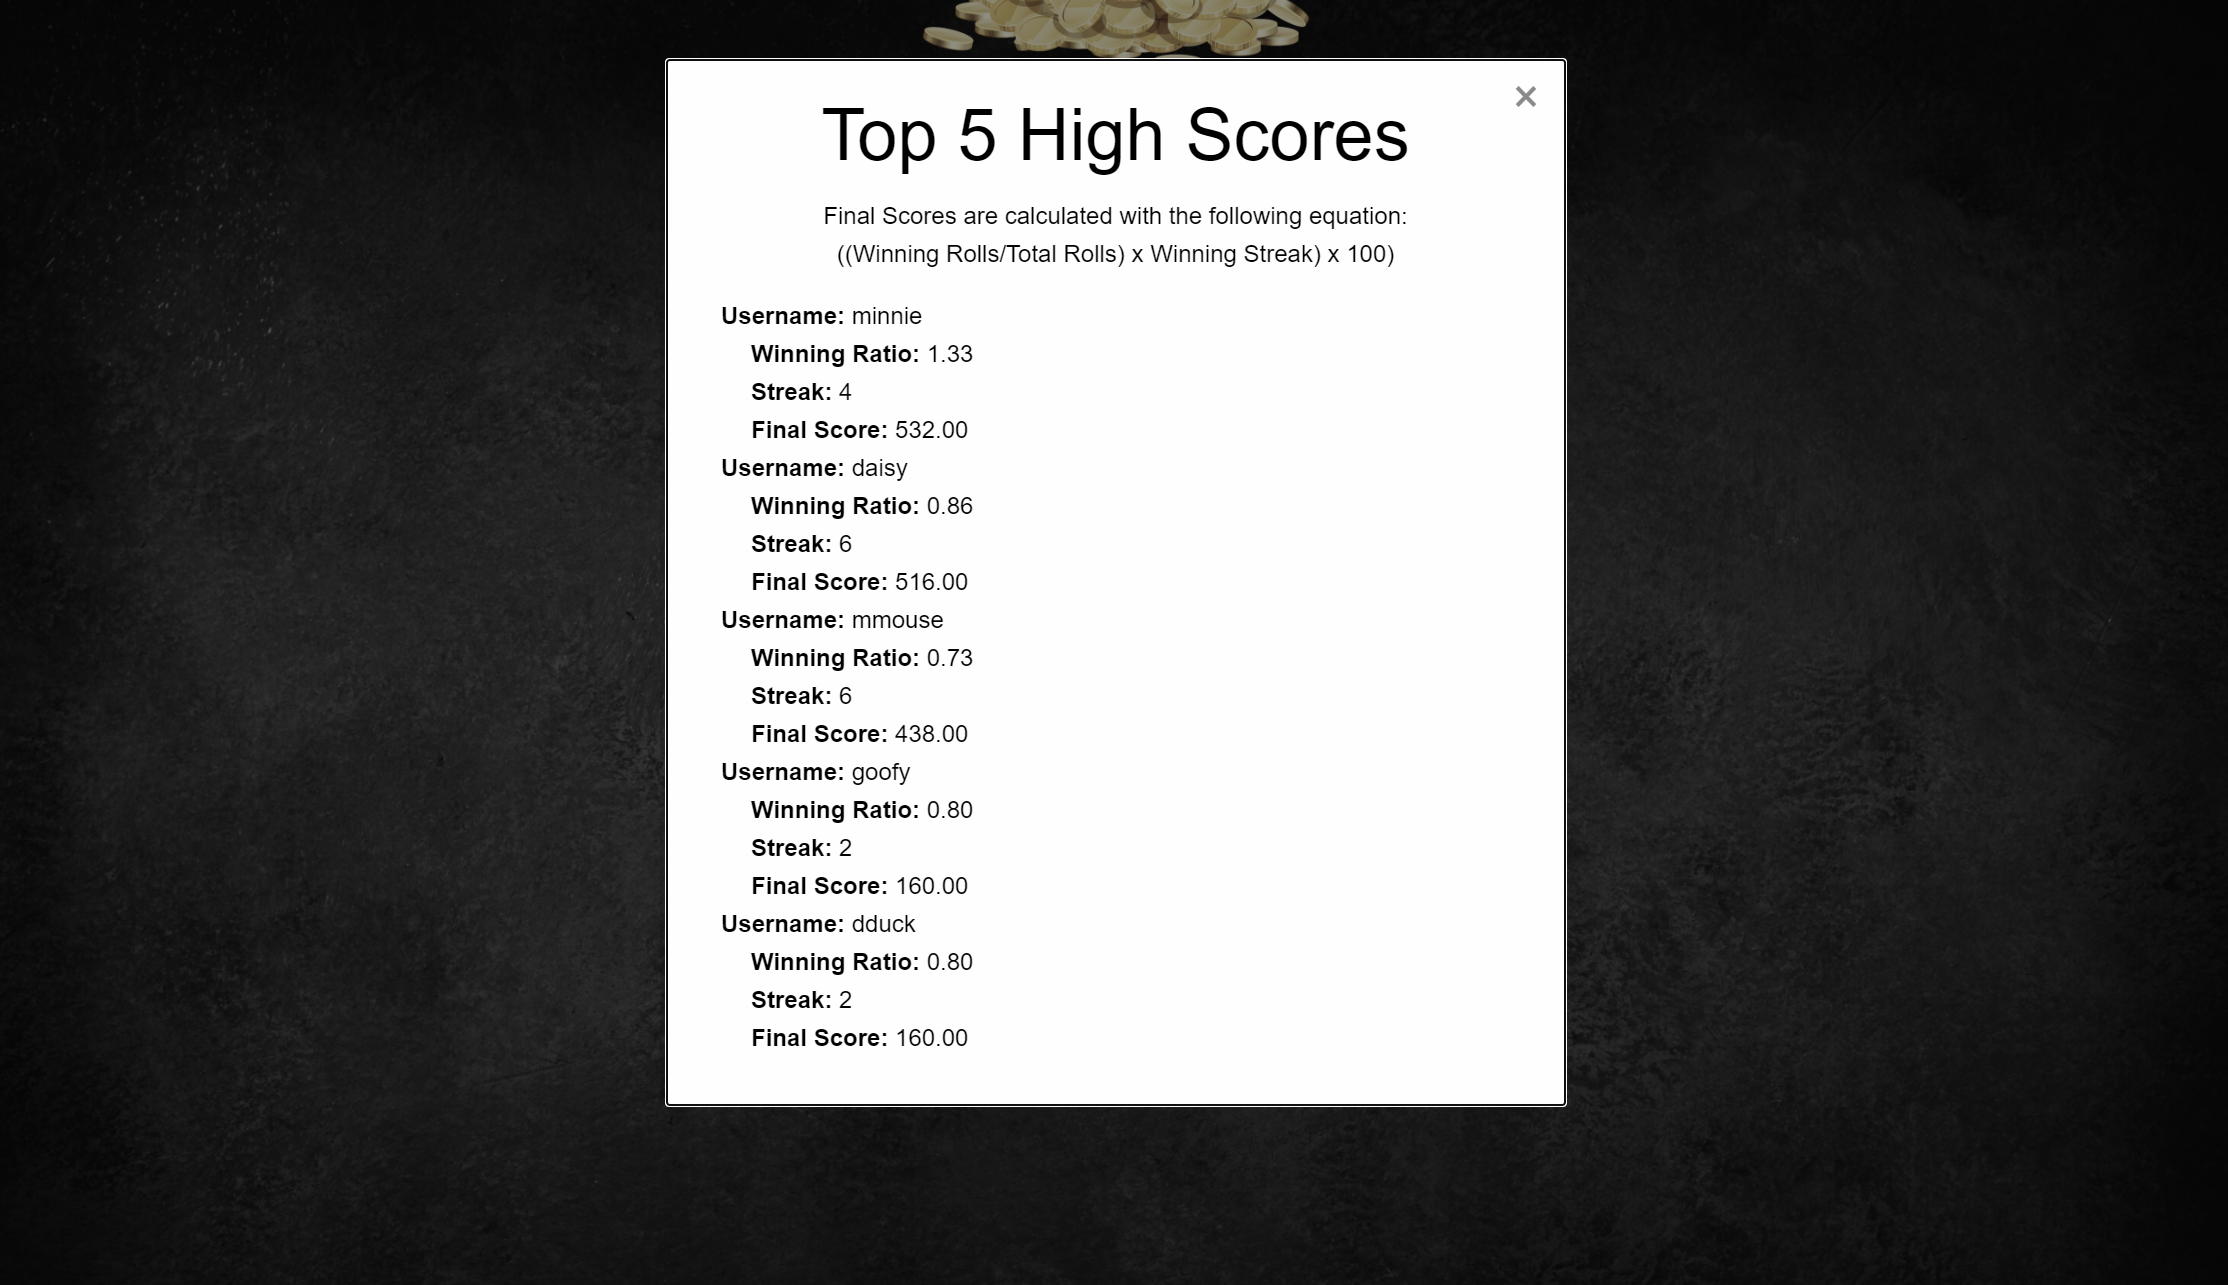 ×
Top 5 High Scores
Final Scores are calculated with the following equation:
((Winning Rolls/Total Rolls) x Winning Streak) x 100)
Username: minnie
Winning Ratio: 1.33
Streak: 4
Final Score: 532.00
Username: daisy
Winning Ratio: 0.86
Streak: 6
Final Score: 516.00
Username: mmouse
Winning Ratio: 0.73
Streak: 6
Final Score: 438.00
Username: goofy
Winning Ratio: 0.80
Streak: 2
Final Score: 160.00
Username: dduck
Winning Ratio: 0.80
Streak: 2
Final Score: 160.00